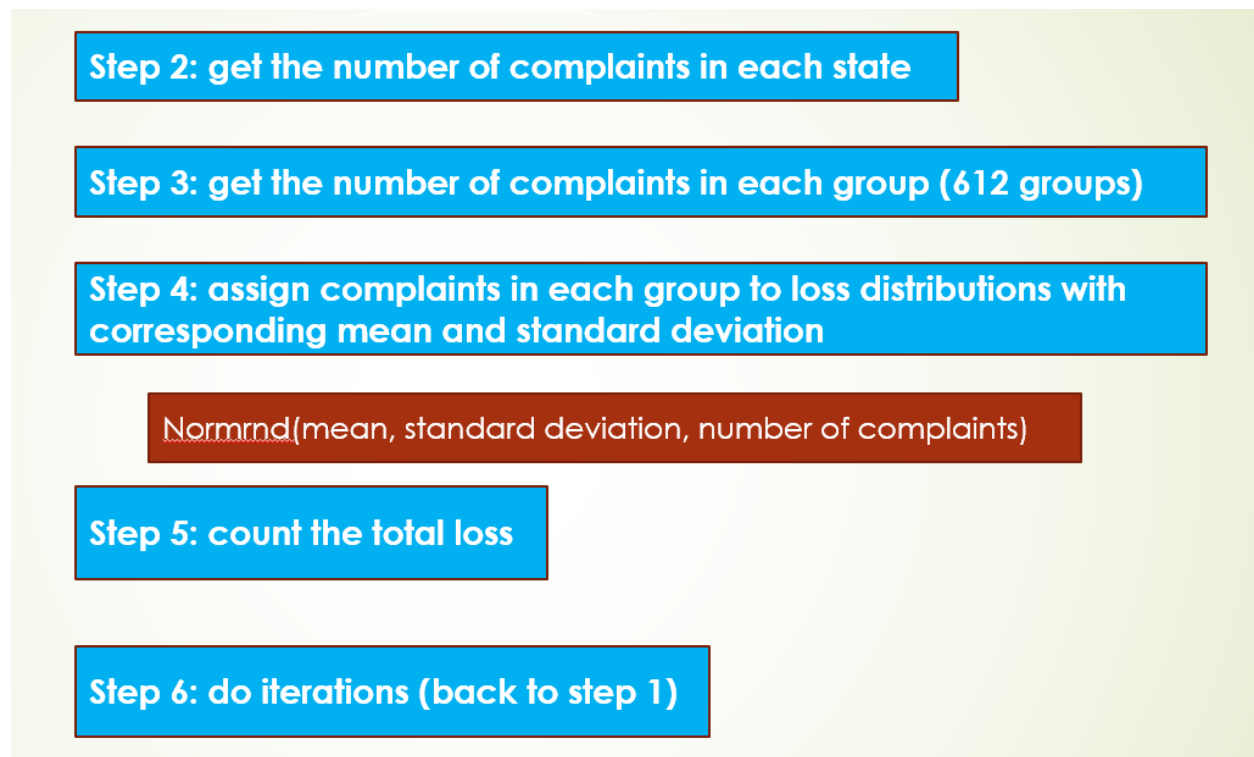 Step 2: get the number of complaints in each state
Step 3: get the number of complaints in each group (612 groups)
Step 4: assign complaints in each group to loss distributions with
corresponding mean and standard deviation
Normrnd(mean, standard deviation, number of complaints)
Step 5: count the total loss
Step 6: do iterations (back to step 1)